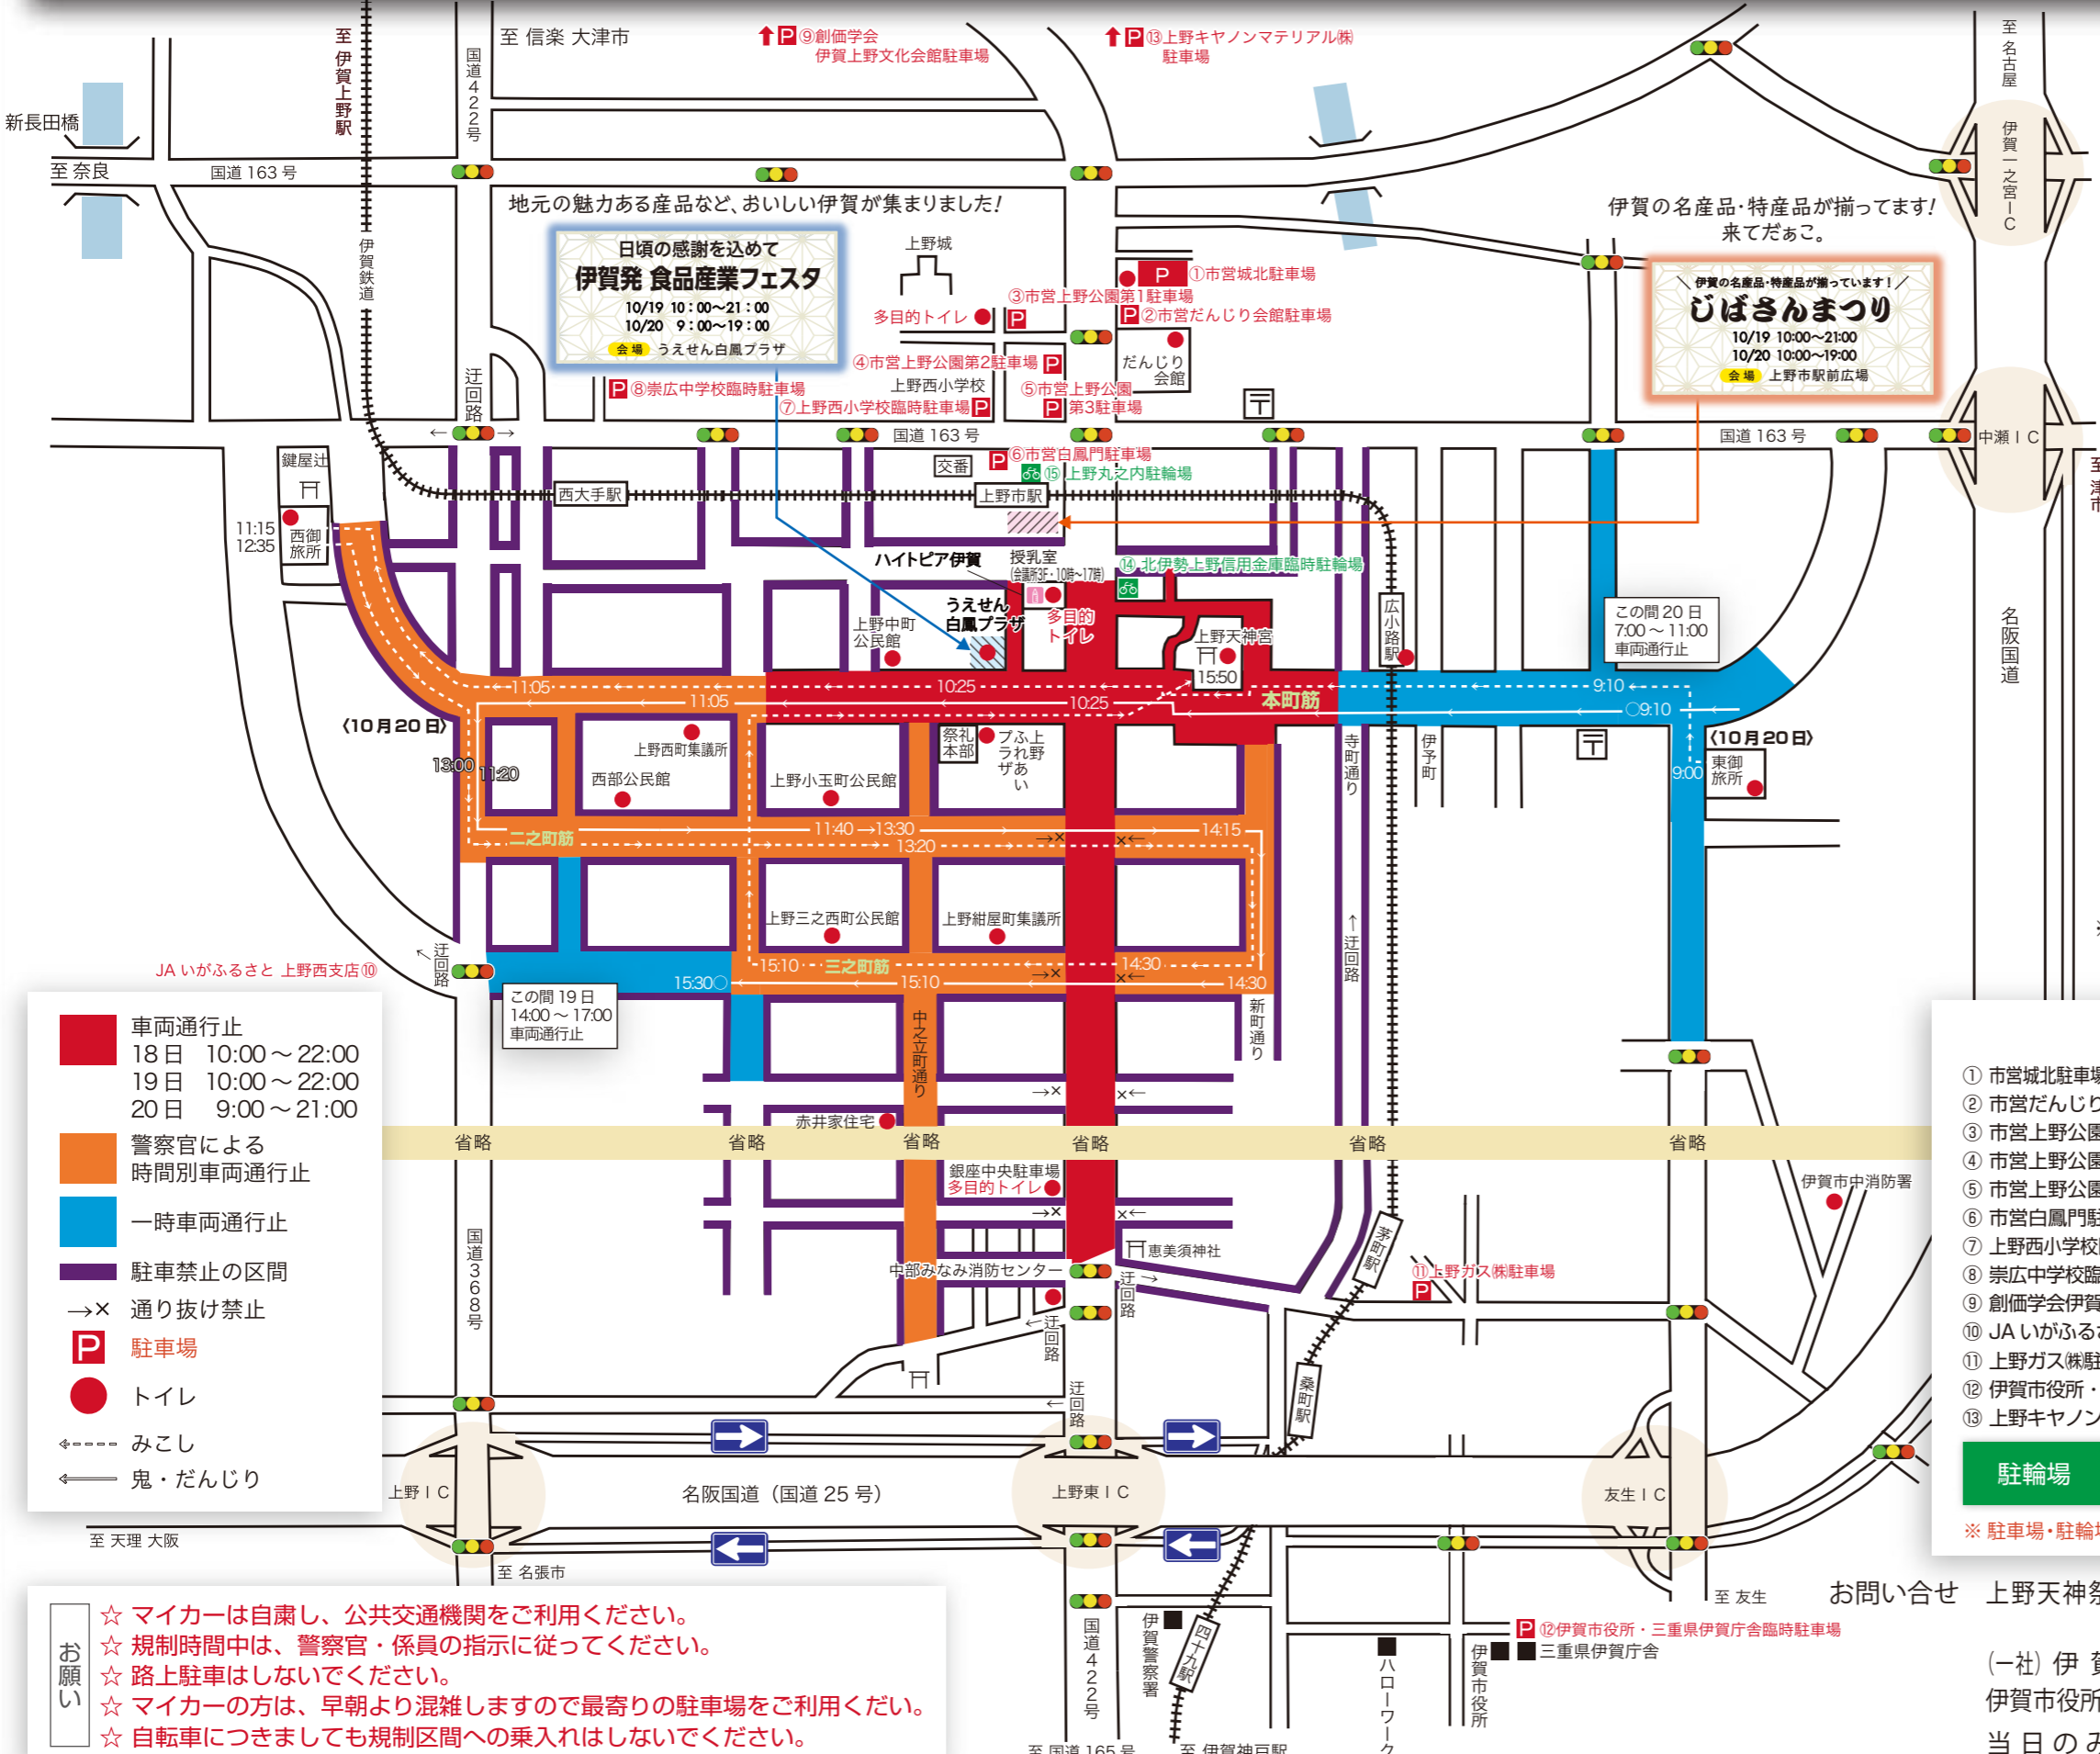 至 信楽 大津市
↑P⑨創価学会
伊賀上野文化会館駐車場
↑P⑬上野キヤノンマテリアル㈱
駐車場
至 名古屋
至 伊賀上野駅
国道422号
新長田橋
至 奈良
国道 163 号
伊賀一之宮IC
伊賀鉄道
地元の魅力ある産品など、おいしい伊賀が集まりました!
日頃の感謝を込めて
伊賀発 食品産業フェスタ
10/19 10:00〜21:00
10/20 9:00〜19:00
会場 うえせん白鳳プラザ
伊賀の名産品・特産品が揃ってます!
来てだぁこ。
＼ 伊賀の名産品・特産品が揃っています！／
じばさんまつり
10/19 10:00〜21:00
10/20 10:00〜19:00
会場 上野市駅前広場
上野城
P ①市営城北駐車場
③市営上野公園第1駐車場
P
多目的トイレ
P②市営だんじり会館駐車場
④市営上野公園第2駐車場 P
だんじり
会館
上野西小学校
⑤市営上野公園
P 第3駐車場
P⑧崇広中学校臨時駐車場
⑦上野西小学校臨時駐車場P
〒
迂回路
←→
国道 163 号
国道 163 号
中瀬IC
至 津市
鍵屋辻
交番
P⑥市営白鳳門駐車場
⑮ 上野丸之内駐輪場
西大手駅
上野市駅
11:15
12:35
西御
旅所
ハイトピア伊賀
授乳室
(会議所3F・10時〜17時)
⑭ 北伊勢上野信用金庫臨時駐輪場
広小路駅
うえせん
白鳳プラザ
多目的
トイレ
上野中町
公民館
上野天神宮
15:50
この間 20 日
7:00 〜 11:00
車両通行止
名阪国道
11:05
10:25
9:10
11:05
10:25
本町筋
〇9:10
〈10月20日〉
〈10月20日〉
上野西町集議所
祭礼
本部
上野
ふれあい
プラザ
寺町通り
伊予町
〒
東御
旅所
9:00
13:00
11:20
西部公民館
上野小玉町公民館
二之町筋
11:40→13:30
→×
×←
14:15
13:20
上野三之西町公民館
上野紺屋町集議所
↑迂回路
JA いがふるさと 上野西支店⑩
←迂回路
15:10
三之町筋
→×
14:30
×←
15:30〇
15:10
14:30
この間 19 日
14:00 〜 17:00
車両通行止
中之立町通り
新町通り
車両通行止
18日 10:00 〜 22:00
19日 10:00 〜 22:00
20日 9:00 〜 21:00
警察官による
時間別車両通行止
一時車両通行止
駐車禁止の区間
→× 通り抜け禁止
P 駐車場
トイレ
みこし
鬼・だんじり
→×
×←
赤井家住宅
省略
省略
省略
省略
省略
省略
銀座中央駐車場
多目的トイレ
→×
×←
伊賀市中消防署
① 市営城北駐車場
② 市営だんじり
③ 市営上野公園
④ 市営上野公園
⑤ 市営上野公園
⑥ 市営白鳳門駐
⑦ 上野西小学校
⑧ 崇広中学校臨
⑨ 創価学会伊賀
⑩ JA いがふるさ
⑪ 上野ガス㈱駐
⑫ 伊賀市役所・
⑬ 上野キヤノン
駐輪場
※ 駐車場・駐輪場
国道368号
恵美須神社
中部みなみ消防センター
迂回路→
←迂回路
茅町駅
⑪上野ガス㈱駐車場
P
桑町駅
←迂回路
上野IC
名阪国道（国道 25 号）
上野東IC
友生IC
至 天理 大阪
至 名張市
至 友生
お願い
☆ マイカーは自粛し、公共交通機関をご利用ください。
☆ 規制時間中は、警察官・係員の指示に従ってください。
☆ 路上駐車はしないでください。
☆ マイカーの方は、早朝より混雑しますので最寄りの駐車場をご利用くだい。
☆ 自転車につきましても規制区間への乗入れはしないでください。
国道422号
伊賀警察署
四十九駅
ハローワーク
伊賀市役所
P ⑫伊賀市役所・三重県伊賀庁舎臨時駐車場
三重県伊賀庁舎
至 国道 165 号
至 伊賀神戸駅
お問い合せ 上野天神祭
(一社) 伊 賀
伊賀市役所
当 日 の み